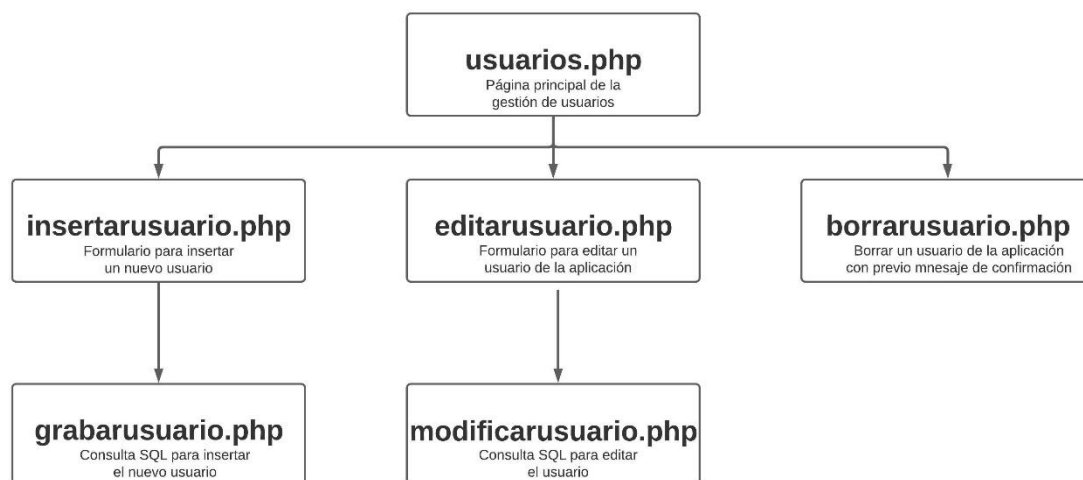 usuarios.php
Página principal de la
gestión de usuarios
insertarusuario.php
Formulario para insertar
un nuevo usuario
editarusuario.php
Formulario para editar un
usuario de la aplicación
borrarusuario.php
Borrar un usuario de la aplicación
con previo mnesaje de confirmación
grabarusuario.php
Consulta SQL para insertar
el nuevo usuario
modificarusuario.php
Consulta SQL para editar
el usuario